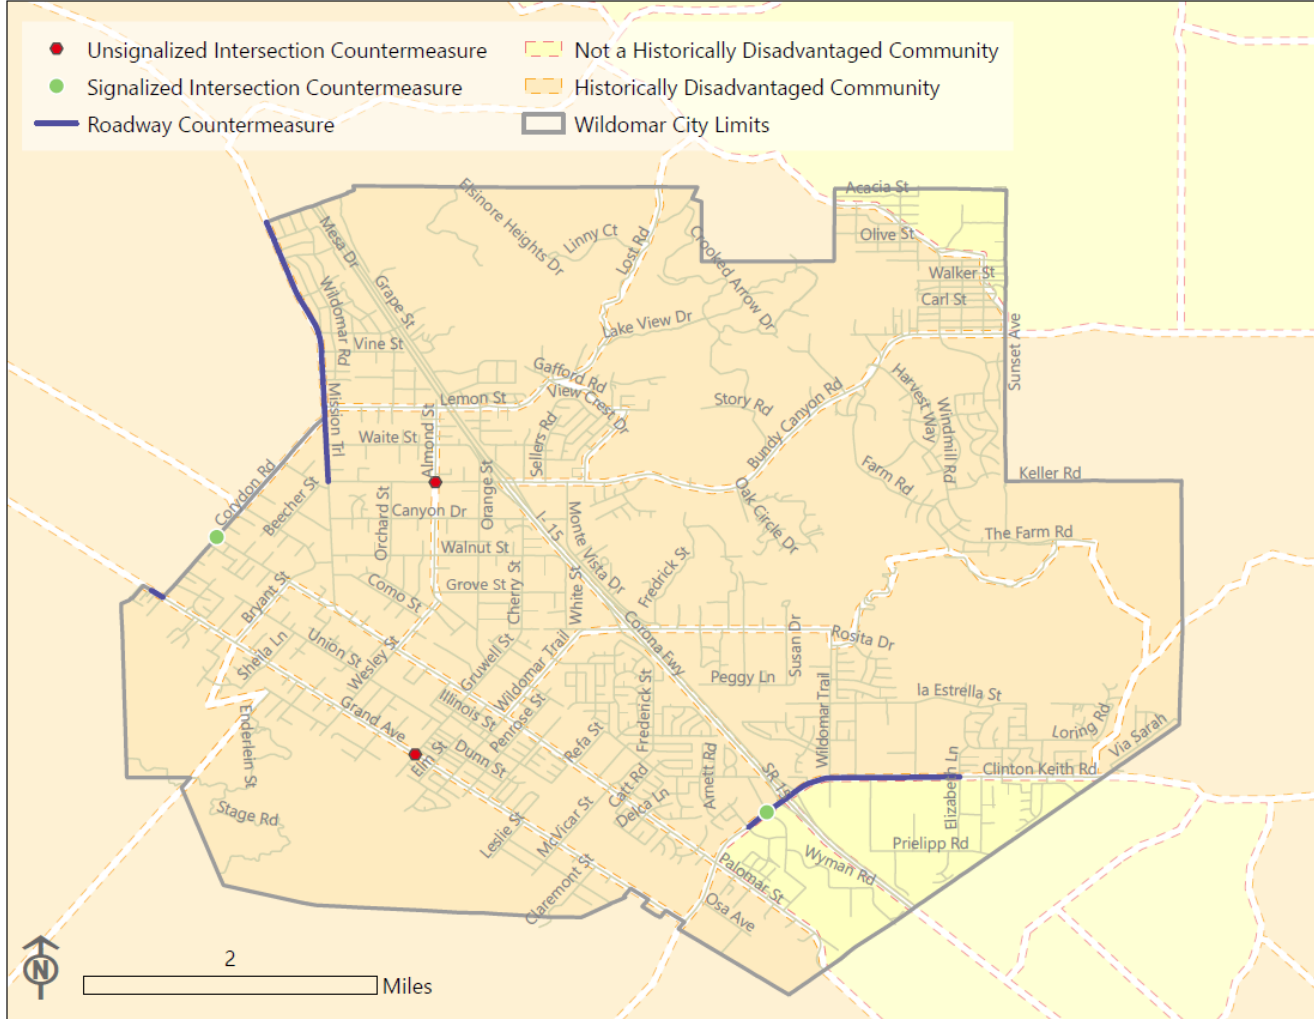 Unsignalized Intersection Countermeasure
Not a Historically Disadvantaged Community
Signalized Intersection Countermeasure
Historically Disadvantaged Community
Roadway Countermeasure
Wildomar City Limits
Acacia St
Elsinore Heights Dr
Mesa Dr
Linny Ct
Lost Rd
Crooked Arrow Dr
Olive St
Walker St
Carl St
Grape St
Wildomar Rd
Lake View Dr
Vine St
Sunset Ave
Gafford Rd
View Crest Dr
Harvest Way
Windmill Rd
Lemon St
Story Rd
Bundy Canyon Rd
Mission Trl
Almond St
Waite St
Sellers Rd
Corydon Rd
Beecher St
Orange St
Farm Rd
Keller Rd
Oak Circle Dr
Orchard St
Canyon Dr
I- 15
Monte Vista Dr
The Farm Rd
Walnut St
Fredrick St
Bryant St
Como St
Grove St
Cherry St
White St
Sheila Ln
Union St
Wesley St
Gruwell St
Wildomar Trail
Corona Fwy
Susan Dr
Rosita Dr
Peggy Ln
la Estrella St
Enderlein St
Grand Ave
Illinois St
Penrose St
Frederick St
Wildomar Trail
Loring Rd
Via Sarah
Elm St
Dunn St
Refa St
Arnett Rd
SR 15
Clinton Keith Rd
Catt Rd
Delca Ln
Elizabeth Ln
Stage Rd
Leslie St
McVicar St
Prielipp Rd
Wyman Rd
Palomar St
Claremont St
Osa Ave
N
2
Miles